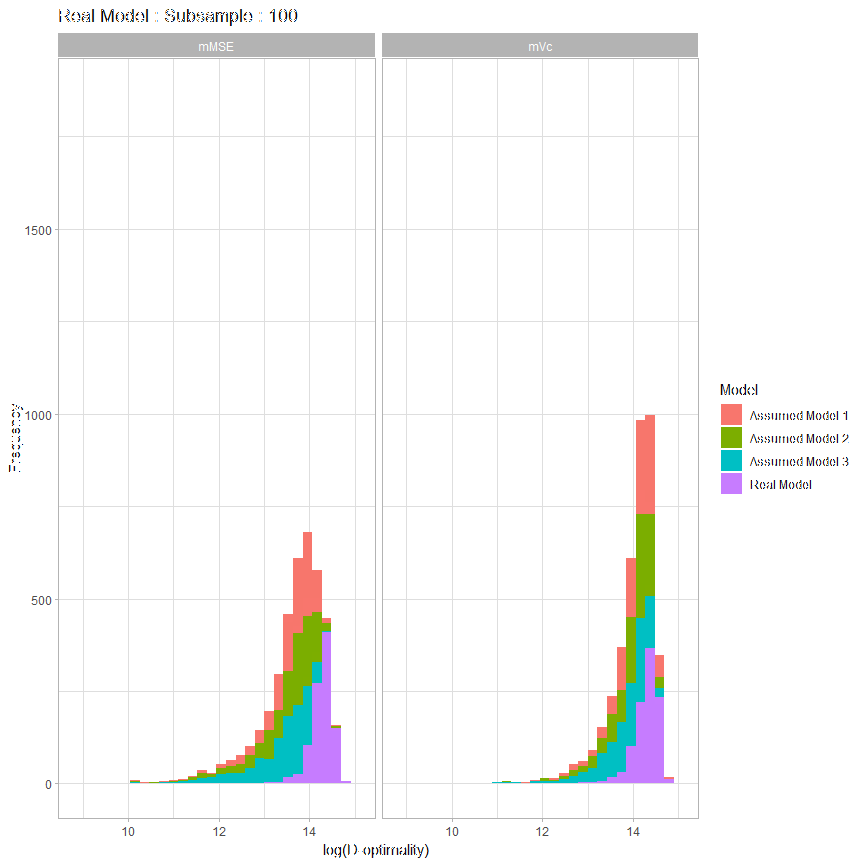 Real Model : Subsample : 100
mMSE
mVc
1500
1000
500
0
Frequency
10
12
14
10
12
14
log(D-optimality)
Model
Assumed Model 1
Assumed Model 2
Assumed Model 3
Real Model